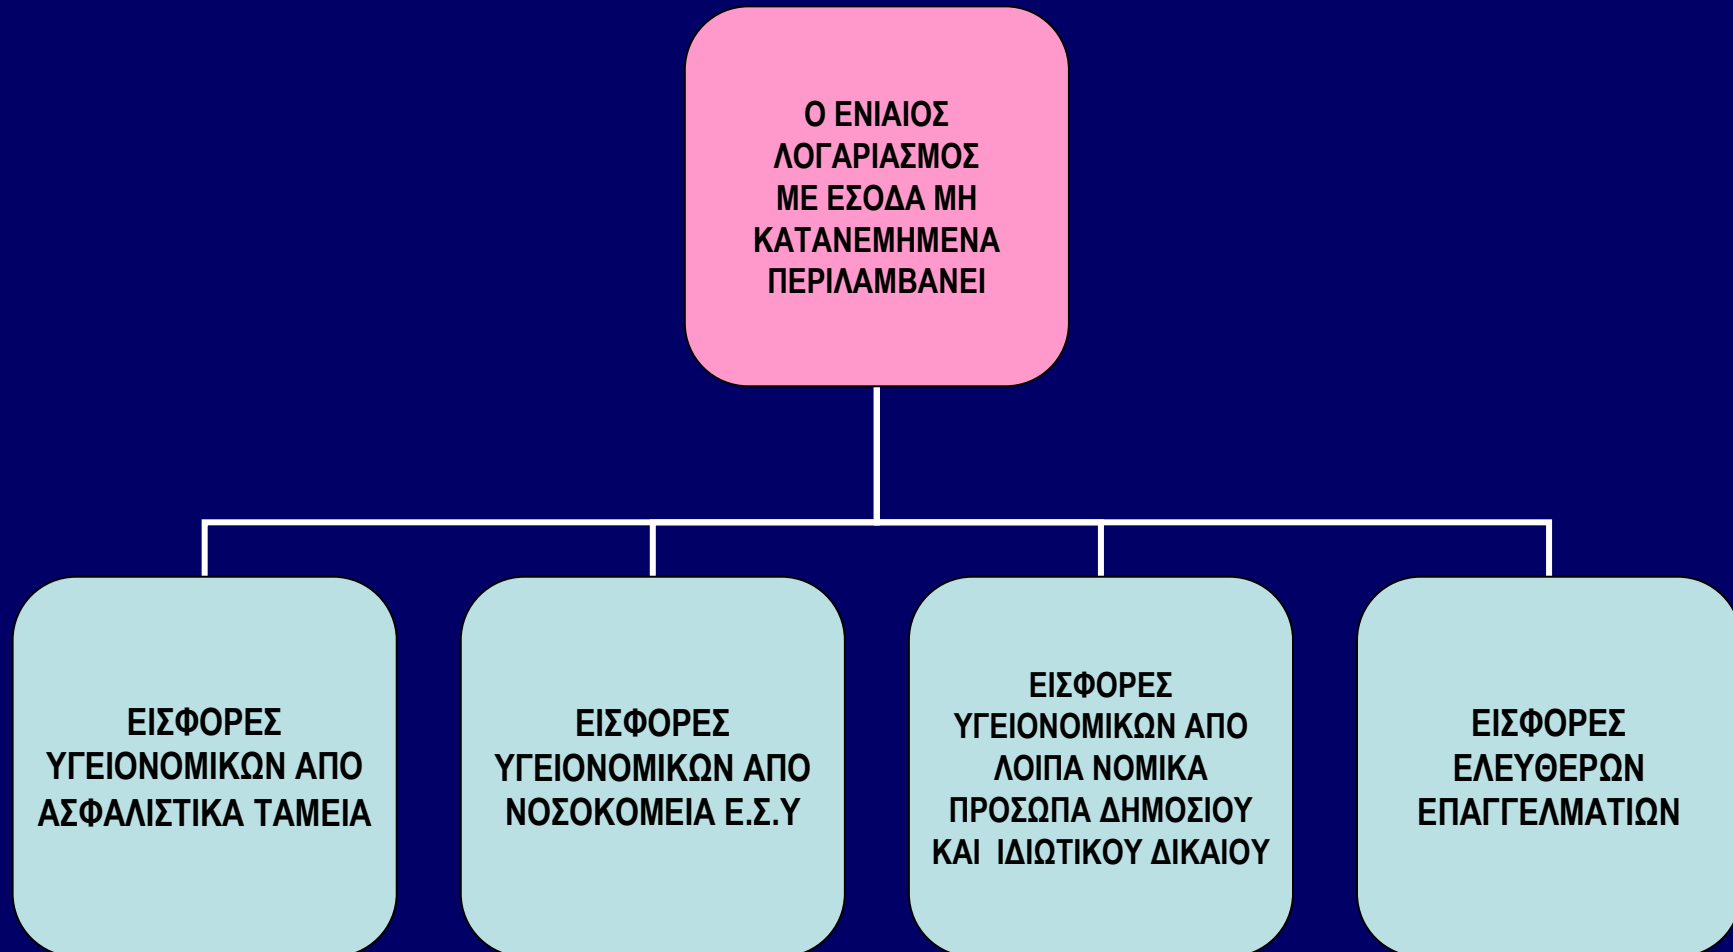 Ο ΕΝΙΑΙΟΣ
ΛΟΓΑΡΙΑΣΜΟΣ
ΜΕ ΕΣΟΔΑ ΜΗ
ΚΑΤΑΝΕΜΗΜΕΝΑ
ΠΕΡΙΛΑΜΒΑΝΕΙ
ΕΙΣΦΟΡΕΣ
ΥΓΕΙΟΝΟΜΙΚΩΝ ΑΠΟ
ΑΣΦΑΛΙΣΤΙΚΑ ΤΑΜΕΙΑ
ΕΙΣΦΟΡΕΣ
ΥΓΕΙΟΝΟΜΙΚΩΝ ΑΠΟ
ΝΟΣΟΚΟΜΕΙΑ Ε.Σ.Υ
ΕΙΣΦΟΡΕΣ
ΥΓΕΙΟΝΟΜΙΚΩΝ ΑΠΟ
ΛΟΙΠΑ ΝΟΜΙΚΑ
ΠΡΟΣΩΠΑ ΔΗΜΟΣΙΟΥ
ΚΑΙ ΙΔΙΩΤΙΚΟΥ ΔΙΚΑΙΟΥ
ΕΙΣΦΟΡΕΣ
ΕΛΕΥΘΕΡΩΝ
ΕΠΑΓΓΕΛΜΑΤΙΩΝ